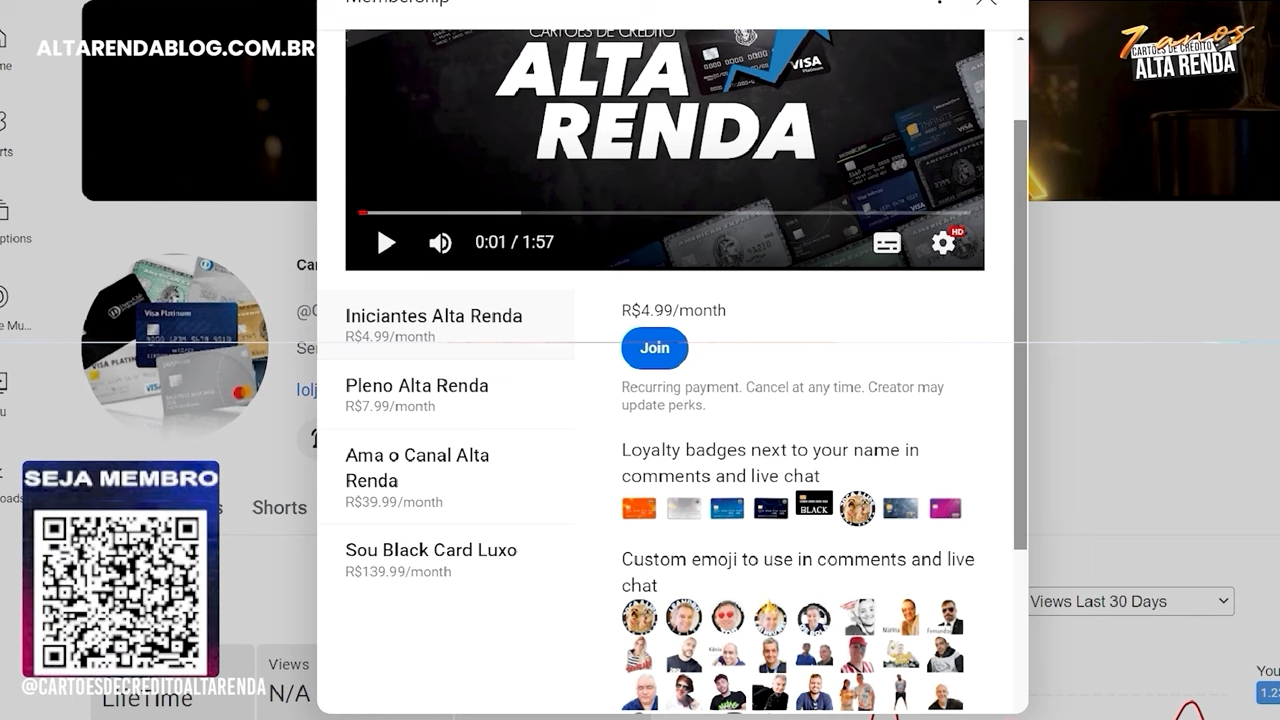 Membership
ALTARENDABLOG.COM.BR
7 anos
CARTÕES DE CRÉDITO
ALTA RENDA
CARTÕES DE CRÉDITO
ALTA
RENDA
VISA
Platinum
0:01 / 1:57
HD
Iniciantes Alta Renda
R$4.99/month
Pleno Alta Renda
R$7.99/month
Ama o Canal Alta
Renda
R$39.99/month
Sou Black Card Luxo
R$139.99/month
R$4.99/month
Join
Recurring payment. Cancel at any time. Creator may
update perks.
Loyalty badges next to your name in
comments and live chat
BLACK
Custom emoji to use in comments and live
chat
Visa Platinum
SEJA MEMBRO
@CARTOESDECREDITOALTARENDA
Shorts
Views
N/A
LifeTime
Views Last 30 Days